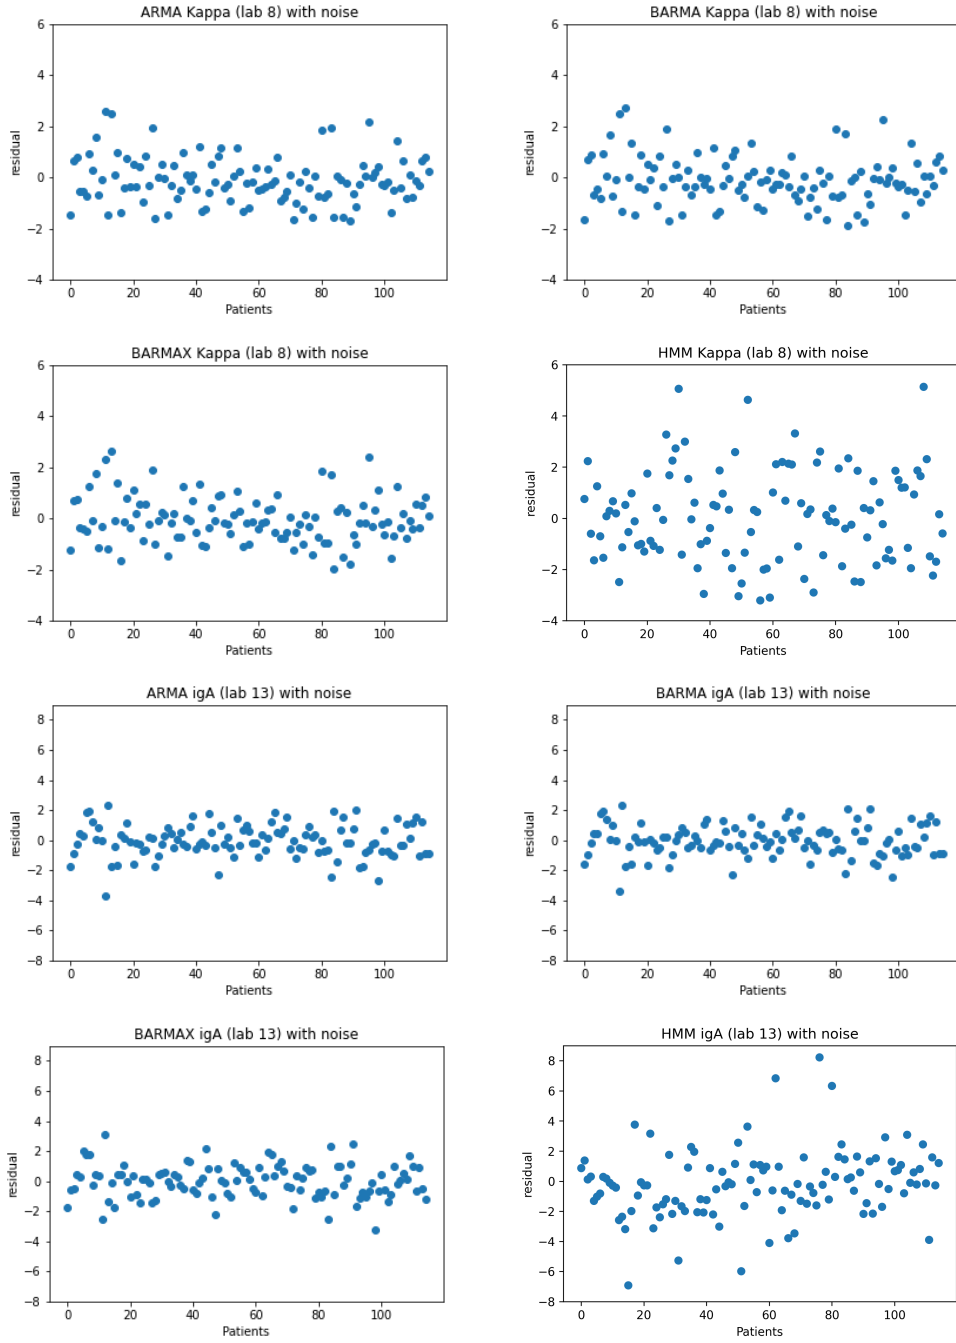 ARMA Kappa (lab 8) with noise
6
4
2
0
−2
−4
residual
0 20 40 60 80 100
Patients
BARMA Kappa (lab 8) with noise
6
4
2
0
−2
−4
residual
0 20 40 60 80 100
Patients
BARMAX Kappa (lab 8) with noise
6
4
2
0
−2
−4
residual
0 20 40 60 80 100
Patients
HMM Kappa (lab 8) with noise
6
4
2
0
−2
−4
residual
0 20 40 60 80 100
Patients
ARMA igA (lab 13) with noise
8
6
4
2
0
−2
−4
−6
−8
residual
0 20 40 60 80 100
Patients
BARMA igA (lab 13) with noise
8
6
4
2
0
−2
−4
−6
−8
residual
0 20 40 60 80 100
Patients
BARMAX igA (lab 13) with noise
8
6
4
2
0
−2
−4
−6
−8
residual
0 20 40 60 80 100
Patients
HMM igA (lab 13) with noise
8
6
4
2
0
−2
−4
−6
−8
residual
0 20 40 60 80 100
Patients